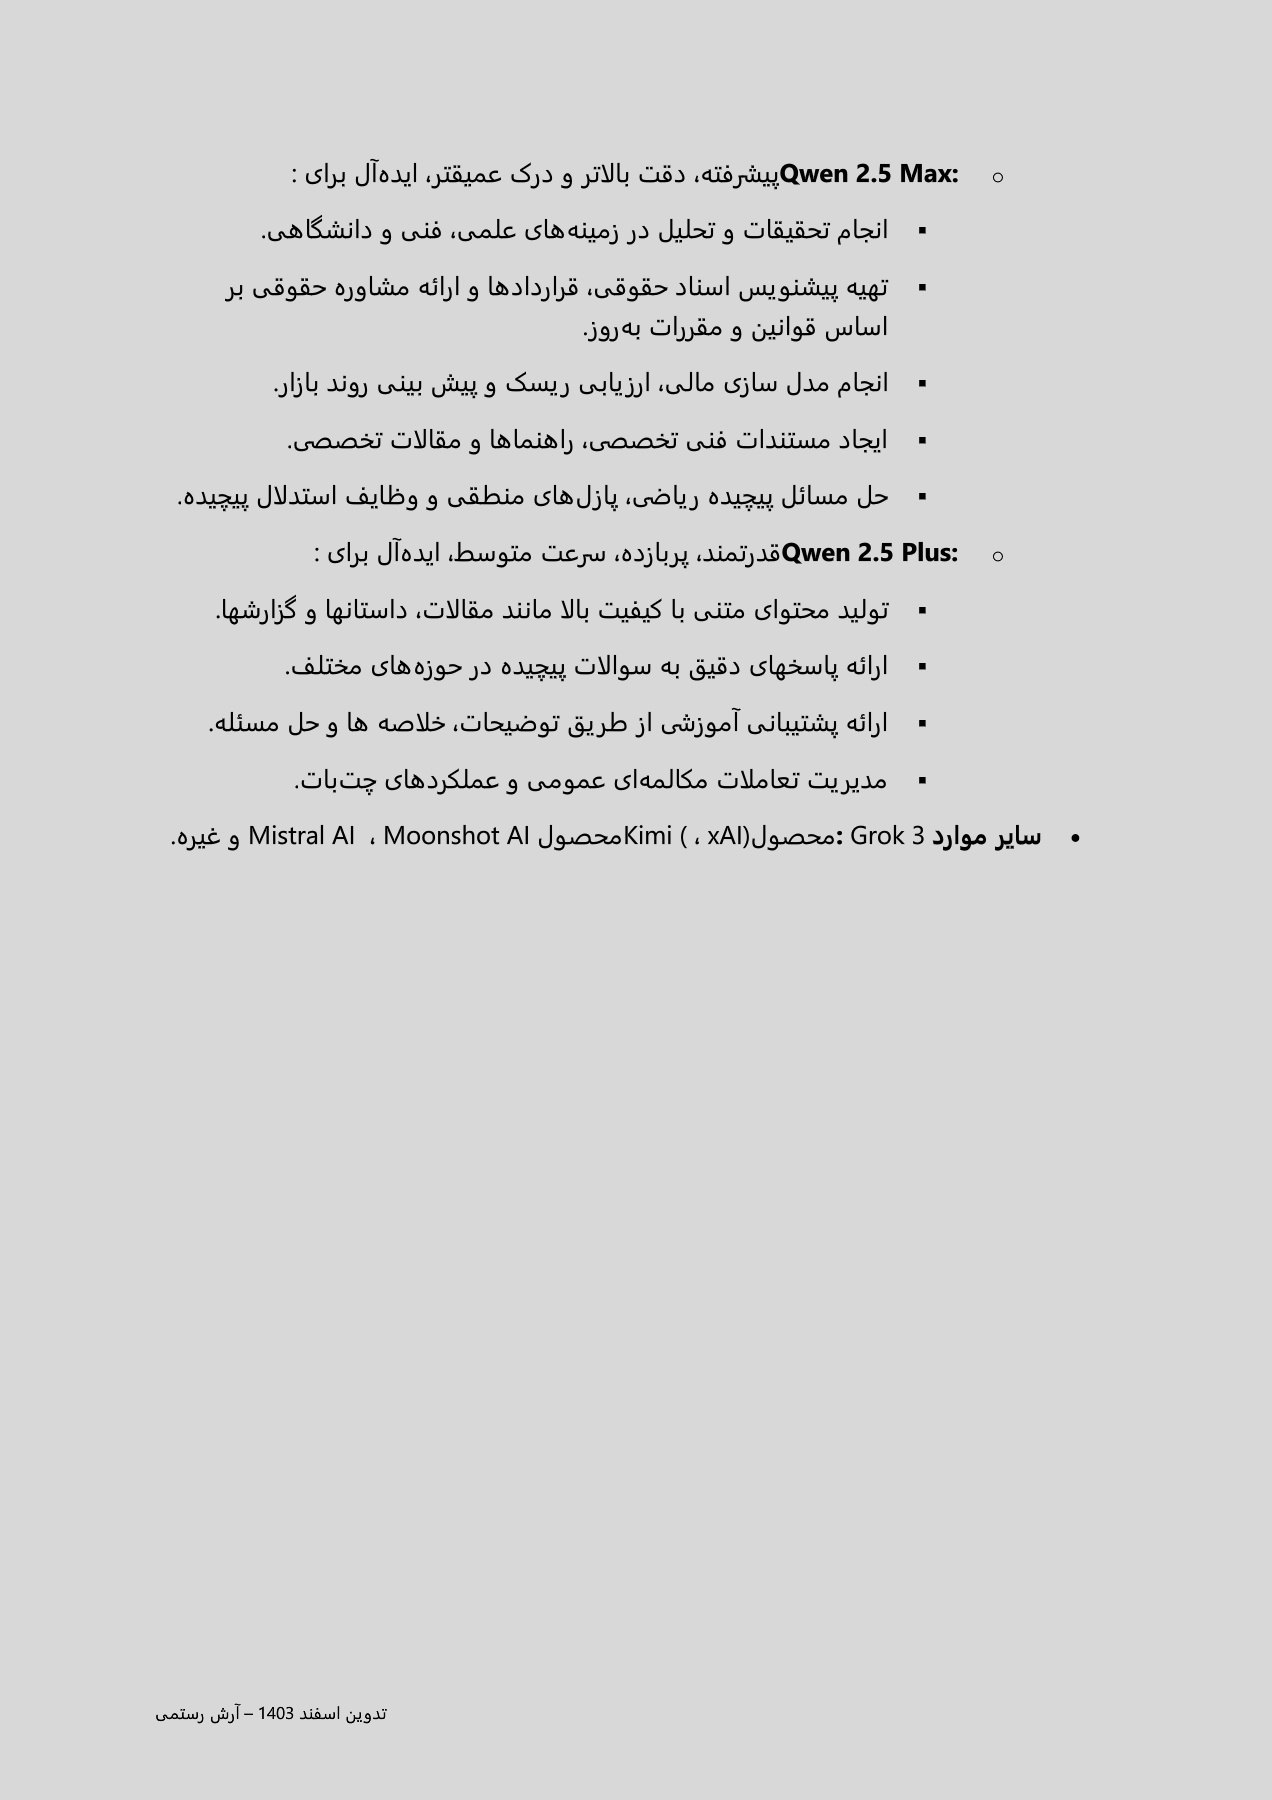 ○ Qwen 2.5 Max: پیشرفته، دقت بالاتر و درک عمیقتر، ایده‌آل برای :
▪ انجام تحقیقات و تحلیل در زمینه‌های علمی، فنی و دانشگاهی.
▪ تهیه پیشنویس اسناد حقوقی، قراردادها و ارائه مشاوره حقوقی بر
اساس قوانین و مقررات به‌روز.
▪ انجام مدل سازی مالی، ارزیابی ریسک و پیش بینی روند بازار.
▪ ایجاد مستندات فنی تخصصی، راهنماها و مقالات تخصصی.
▪ حل مسائل پیچیده ریاضی، پازل‌های منطقی و وظایف استدلال پیچیده.
○ Qwen 2.5 Plus: قدرتمند، پربازده، سرعت متوسط، ایده‌آل برای :
▪ تولید محتوای متنی با کیفیت بالا مانند مقالات، داستانها و گزارشها.
▪ ارائه پاسخهای دقیق به سوالات پیچیده در حوزه‌های مختلف.
▪ ارائه پشتیبانی آموزشی از طریق توضیحات، خلاصه ها و حل مسئله.
▪ مدیریت تعاملات مکالمه‌ای عمومی و عملکردهای چت‌بات.
• سایر موارد Grok 3 :محصول(xAI ، ) Kimiمحصول Moonshot AI ، Mistral AI و غیره.
تدوین اسفند 1403 – آرش رستمی